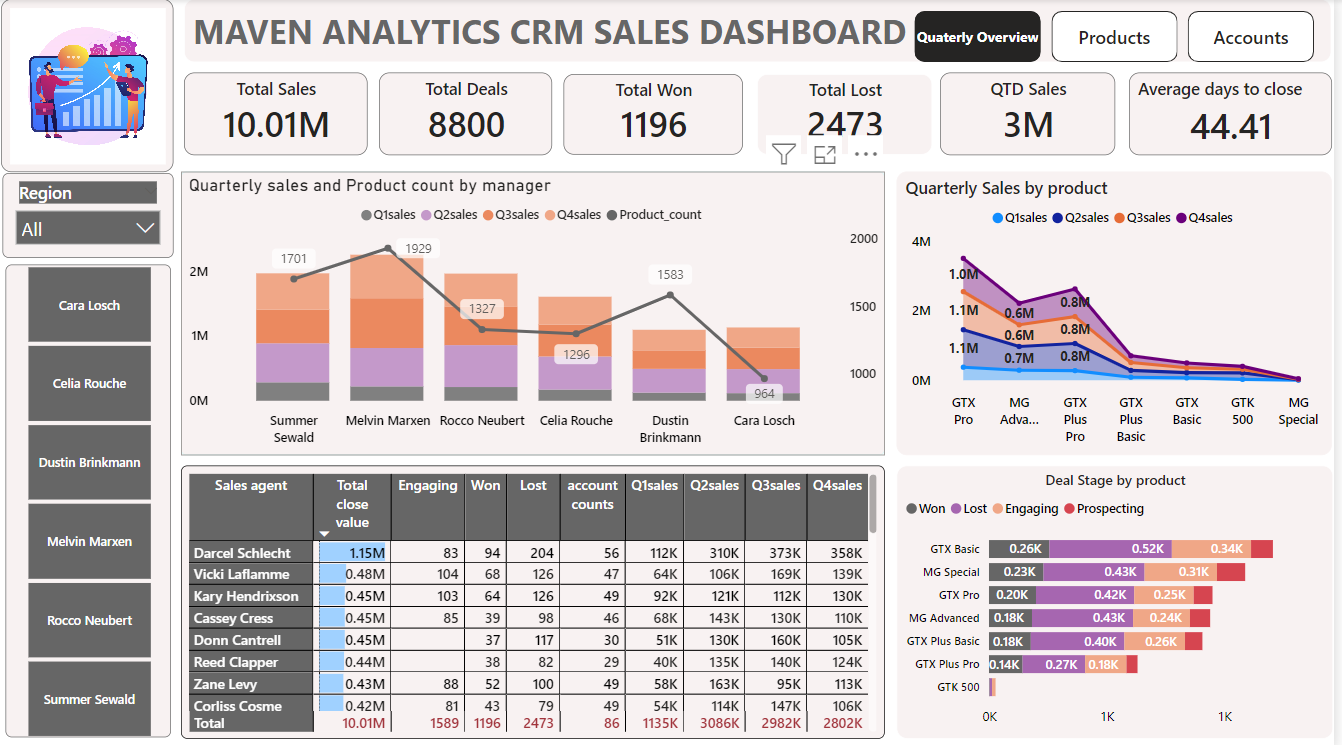 MAVEN ANALYTICS CRM SALES DASHBOARD
Quaterly Overview
Products
Accounts
Total Sales
10.01M
Total Deals
8800
Total Won
1196
Total Lost
2473
QTD Sales
3M
Average days to close
44.41
Region
All
Cara Losch
Celia Rouche
Dustin Brinkmann
Melvin Marxen
Rocco Neubert
Summer Sewald
Quarterly sales and Product count by manager
Q1sales Q2sales Q3sales Q4sales Product_count
2M
1M
0M
2000
1500
1000
1701
1929
1327
1296
1583
964
Summer Sewald
Melvin Marxen
Rocco Neubert
Celia Rouche
Dustin Brinkmann
Cara Losch
Quarterly Sales by product
Q1sales Q2sales Q3sales Q4sales
4M
2M
0M
1.0M
1.1M
1.1M
0.6M
0.6M
0.7M
0.8M
0.8M
0.8M
GTX Pro
MG Adva...
GTX Plus Pro
GTX Plus Basic
GTX Basic
GTK 500
MG Special
Sales agent Total close value Engaging Won Lost account counts Q1sales Q2sales Q3sales Q4sales
Darcel Schlecht 1.15M 83 94 204 56 112K 310K 373K 358K
Vicki Laflamme 0.48M 104 68 126 47 64K 106K 169K 139K
Kary Hendrixson 0.45M 103 64 126 49 92K 121K 112K 130K
Cassey Cress 0.45M 85 39 98 46 68K 143K 130K 110K
Donn Cantrell 0.45M 37 117 30 51K 130K 160K 105K
Reed Clapper 0.44M 38 82 29 40K 135K 140K 124K
Zane Levy 0.43M 88 52 100 49 58K 163K 95K 113K
Corliss Cosme 0.42M 81 43 79 49 54K 114K 147K 106K
Total 10.01M 1589 1196 2473 86 1135K 3086K 2982K 2802K
Deal Stage by product
Won Lost Engaging Prospecting
GTX Basic 0.26K 0.52K 0.34K
MG Special 0.23K 0.43K 0.31K
GTX Pro 0.20K 0.42K 0.25K
MG Advanced 0.18K 0.43K 0.24K
GTX Plus Basic 0.18K 0.40K 0.26K
GTX Plus Pro 0.14K 0.27K 0.18K
GTK 500
0K 1K 1K